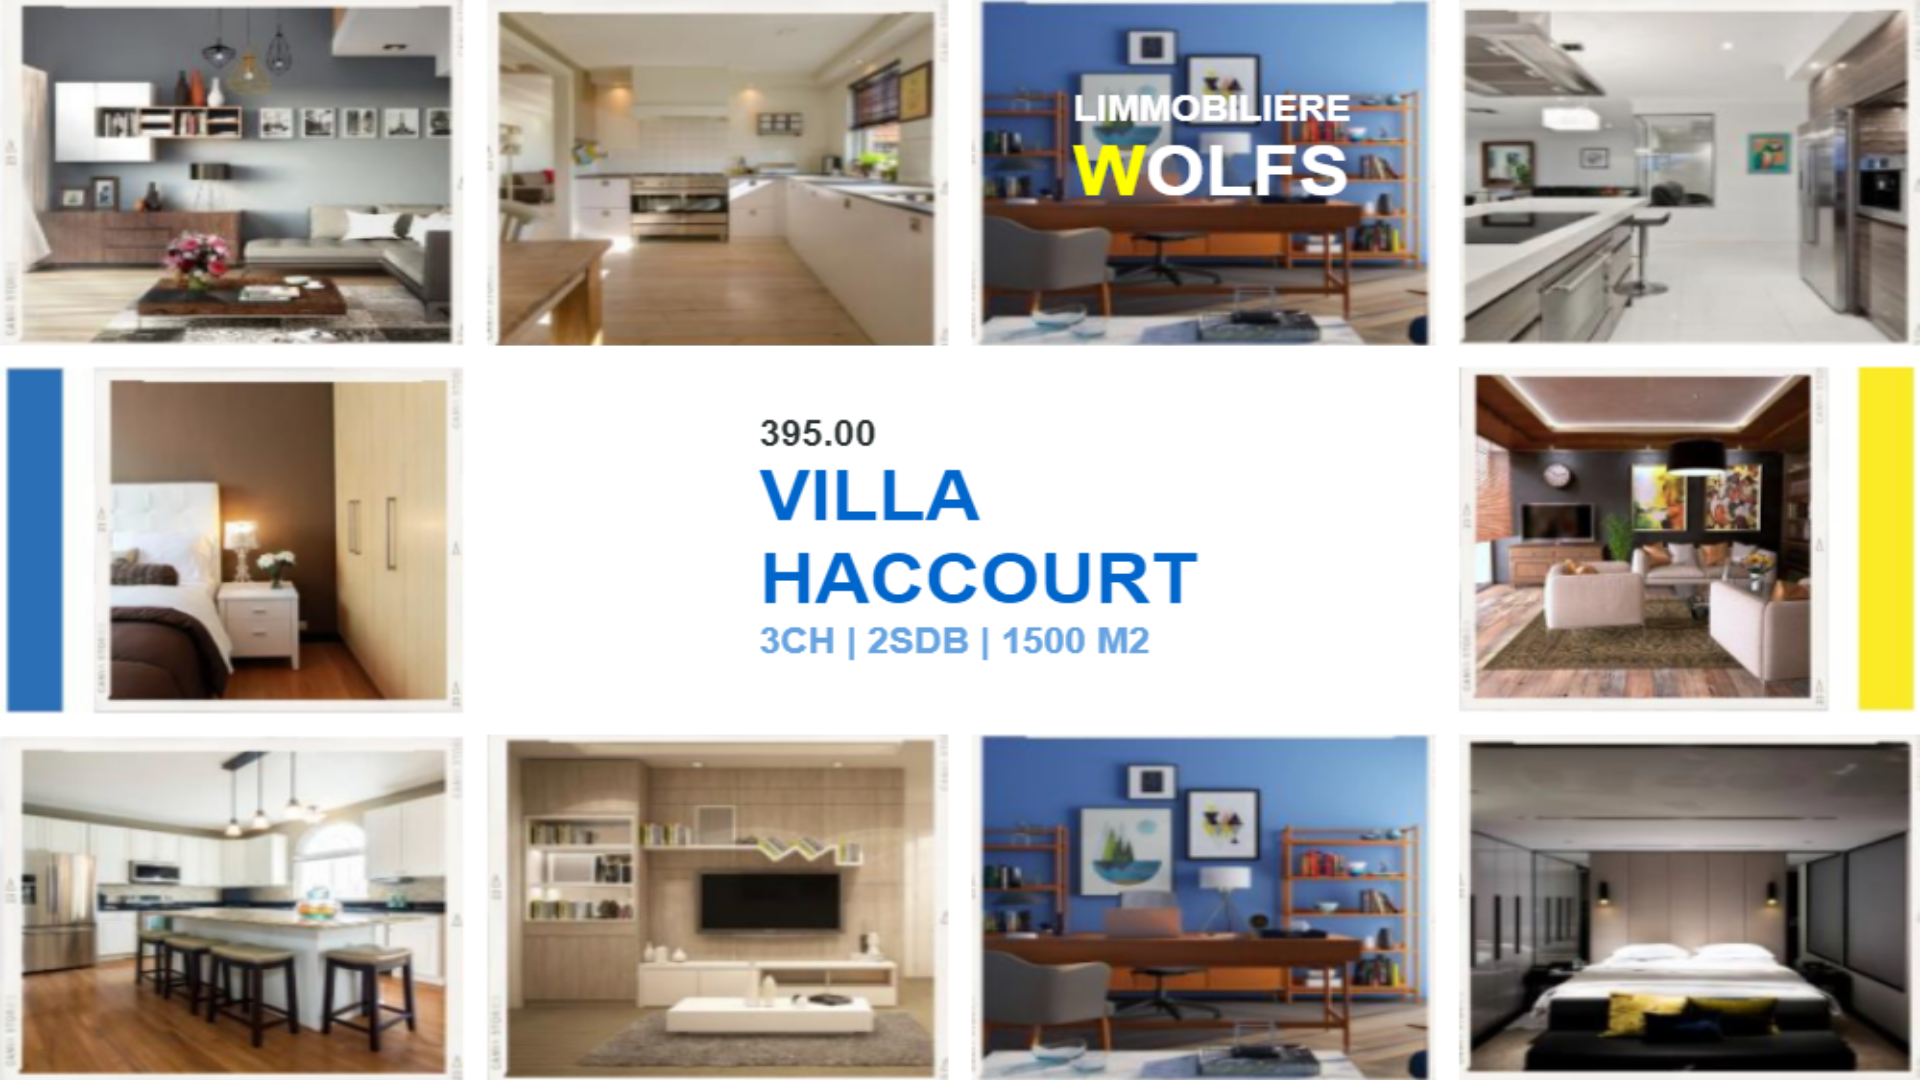 LIMMOBILIERE
WOLFS
395.00
VILLA
HACCOURT
3CH | 2SDB | 1500 M2